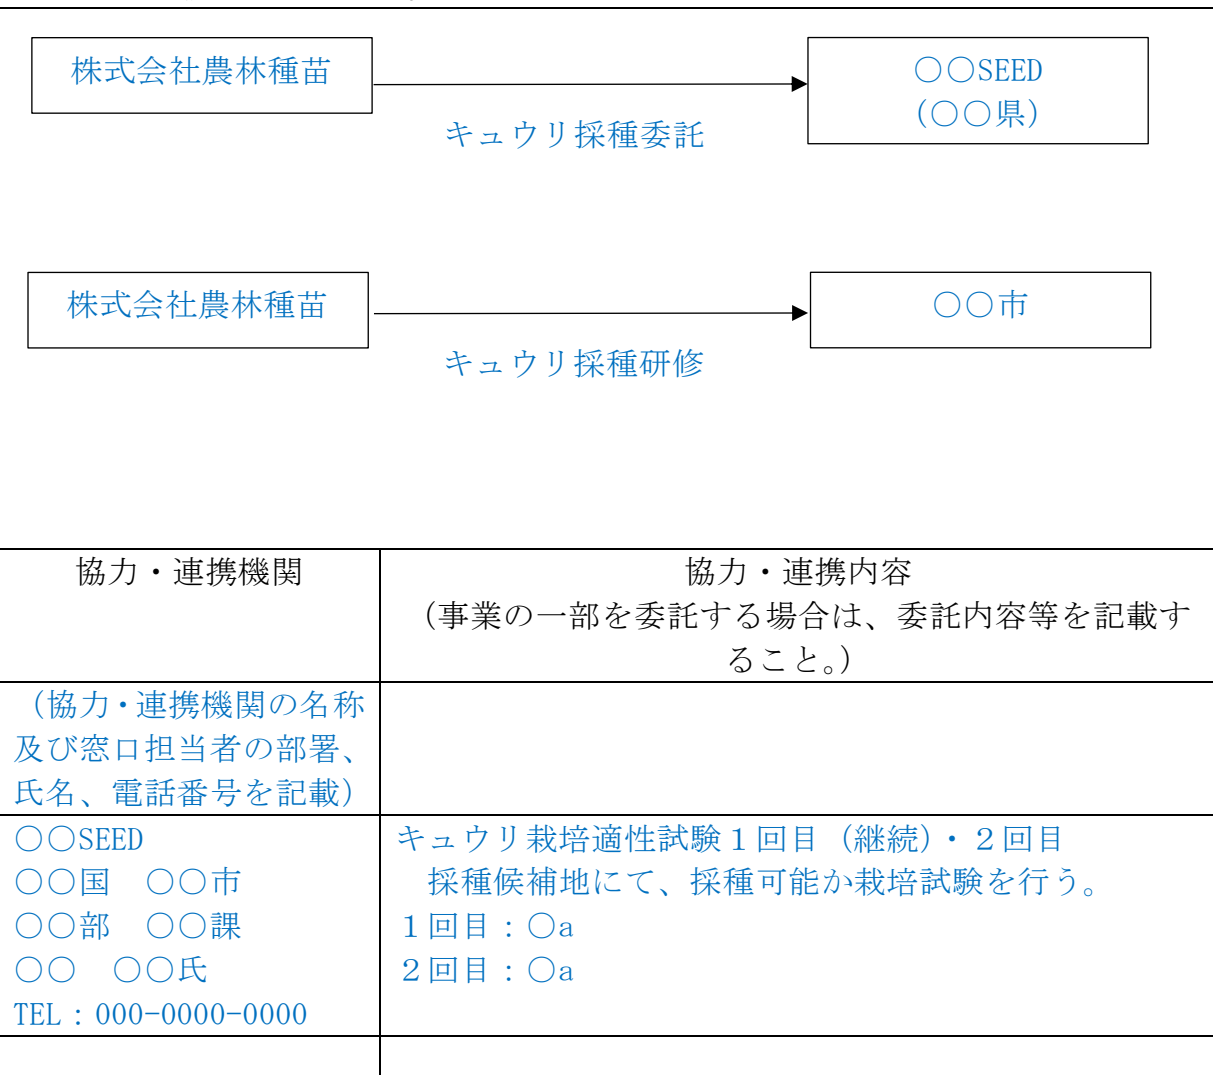 株式会社農林種苗
○○SEED
(○○県)
キュウリ採種委託
株式会社農林種苗
○○市
キュウリ採種研修
協力・連携機関
協力・連携内容
（事業の一部を委託する場合は、委託内容等を記載す
ること。）
（協力・連携機関の名称
及び窓口担当者の部署、
氏名、電話番号を記載）
○○SEED
○○国　○○市
○○部　○○課
○○　○○氏
TEL：000-0000-0000
キュウリ栽培適性試験１回目（継続）・２回目
　採種候補地にて、採種可能か栽培試験を行う。
１回目：○a
２回目：○a